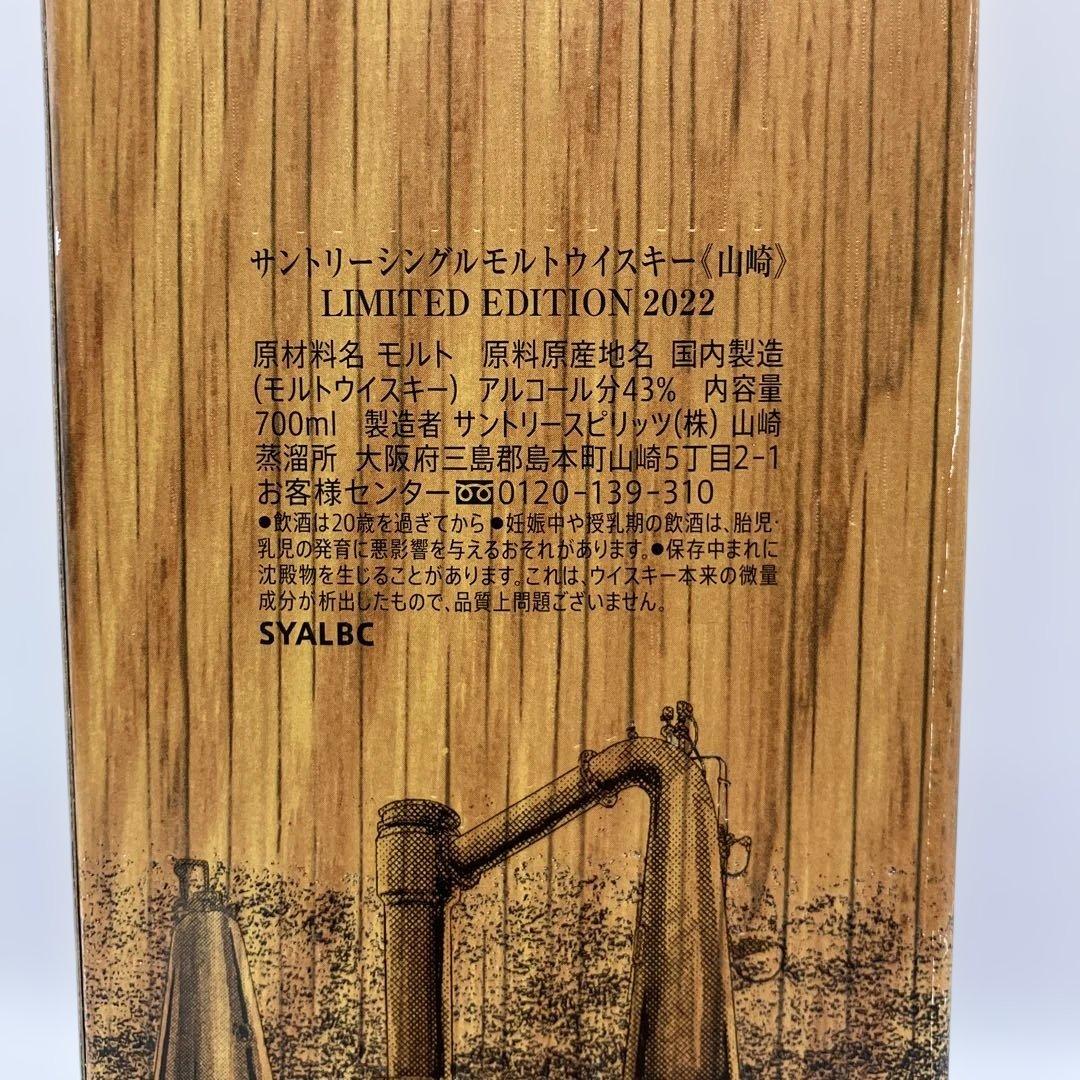 サントリーシングルモルトウイスキー《山崎》
LIMITED EDITION 2022
原材料名 モルト　原料原産地名 国内製造
(モルトウイスキー)　アルコール分43%　内容量
700ml　製造者 サントリースピリッツ(株) 山崎
蒸溜所　大阪府三島郡島本町山崎5丁目2-1
お客様センター 0120-139-310
●飲酒は20歳を過ぎてから●妊娠中や授乳期の飲酒は、胎児・
乳児の発育に悪影響を与えるおそれがあります。●保存中まれに
沈殿物を生じることがあります。これは、ウイスキー本来の微量
成分が析出したもので、品質上問題ございません。
SYALBC